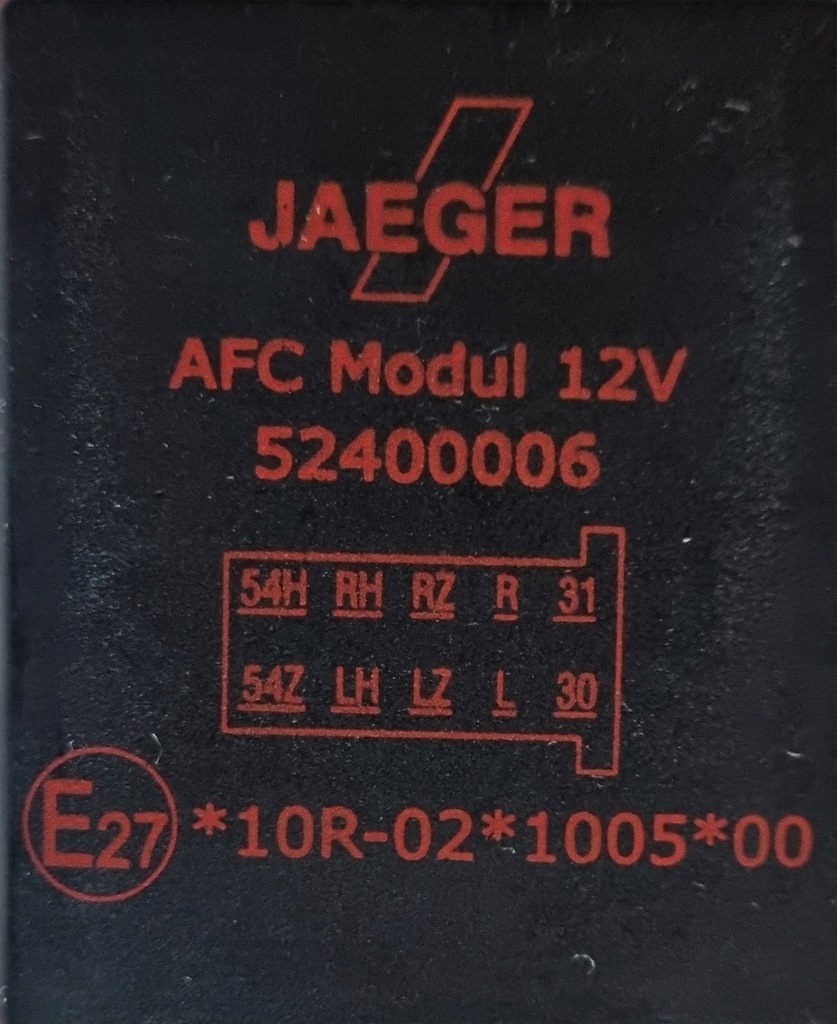 JAEGER
AFC Modul 12V
52400006
54H RH RZ R 31
54Z LH LZ L 30
E27 *10R-02*1005*00